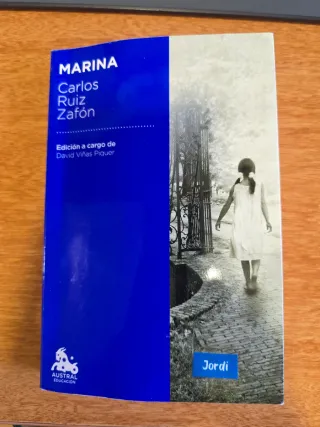 MARINA
Carlos
Ruiz
Zafón
Edición a cargo de
David Viñas Piquer
AUSTRAL
EDUCACIÓN
Jordi